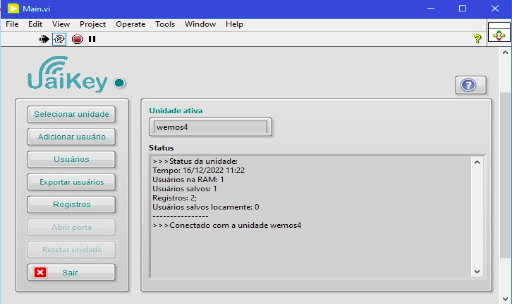 Main.vi
File Edit View Project Operate Tools Window Help
UaiKey
Selecionar unidade
Adicionar usuário
Usuários
Exportar usuários
Registros
Abrir porta
Resetar unidade
Sair
Unidade ativa
wemos4
Status
>>>Status da unidade:
Tempo: 16/12/2022 11:22
Usuários na RAM: 1
Usuários salvos: 1
Registros: 2;
Usuários salvos locamente: 0
----------------
>>>Conectado com a unidade wemos4